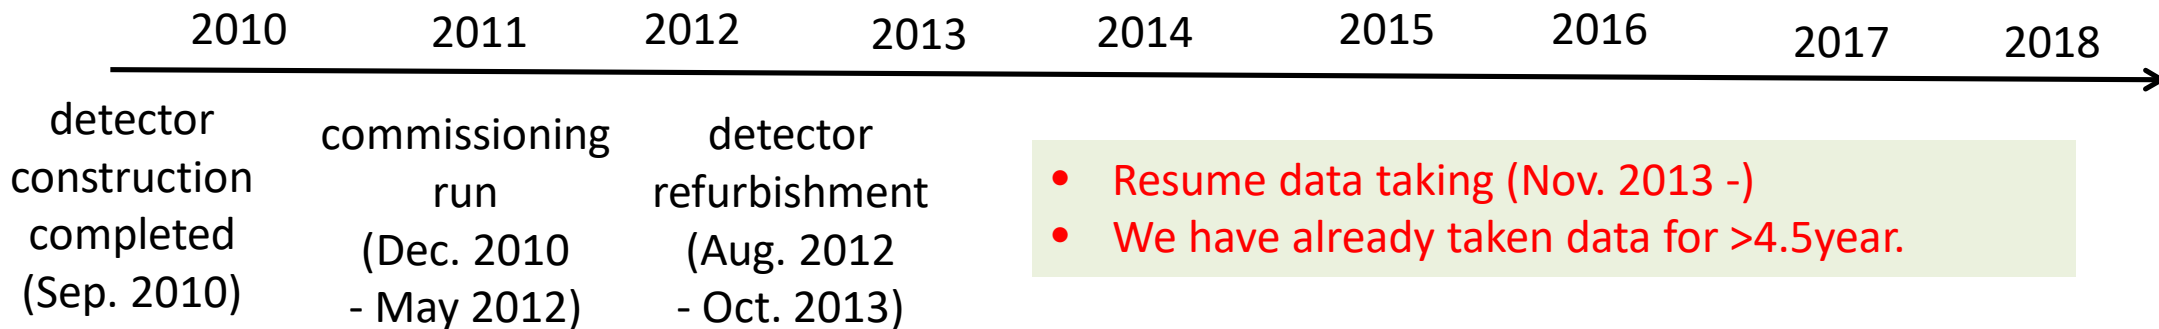 2010 2011 2012 2013 2014 2015 2016 2017 2018
detector
construction
completed
(Sep. 2010)
commissioning
run
(Dec. 2010
- May 2012)
detector
refurbishment
(Aug. 2012
- Oct. 2013)
• Resume data taking (Nov. 2013 -)
• We have already taken data for >4.5year.